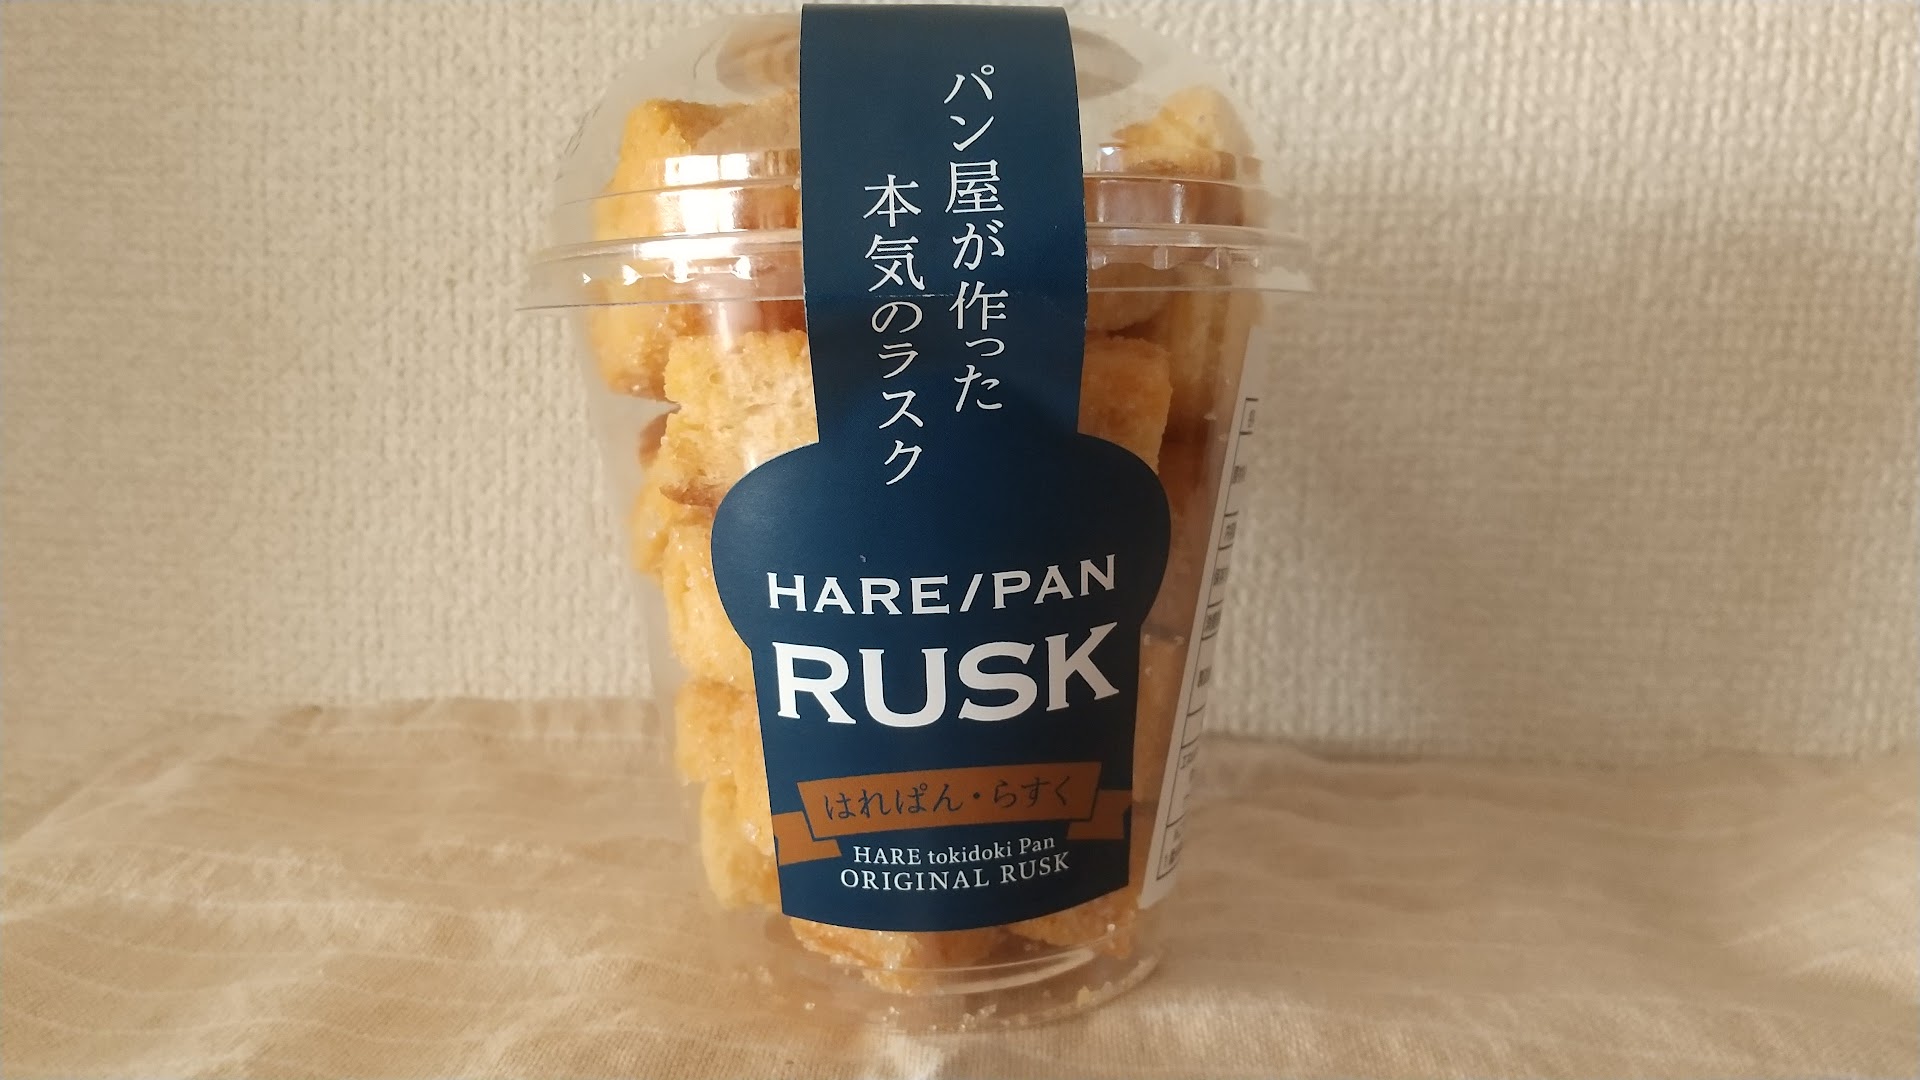 パン屋が作った
本気のラスク
HARE/PAN
RUSK
はれぱん・らすく
HARE tokidoki Pan
ORIGINAL RUSK